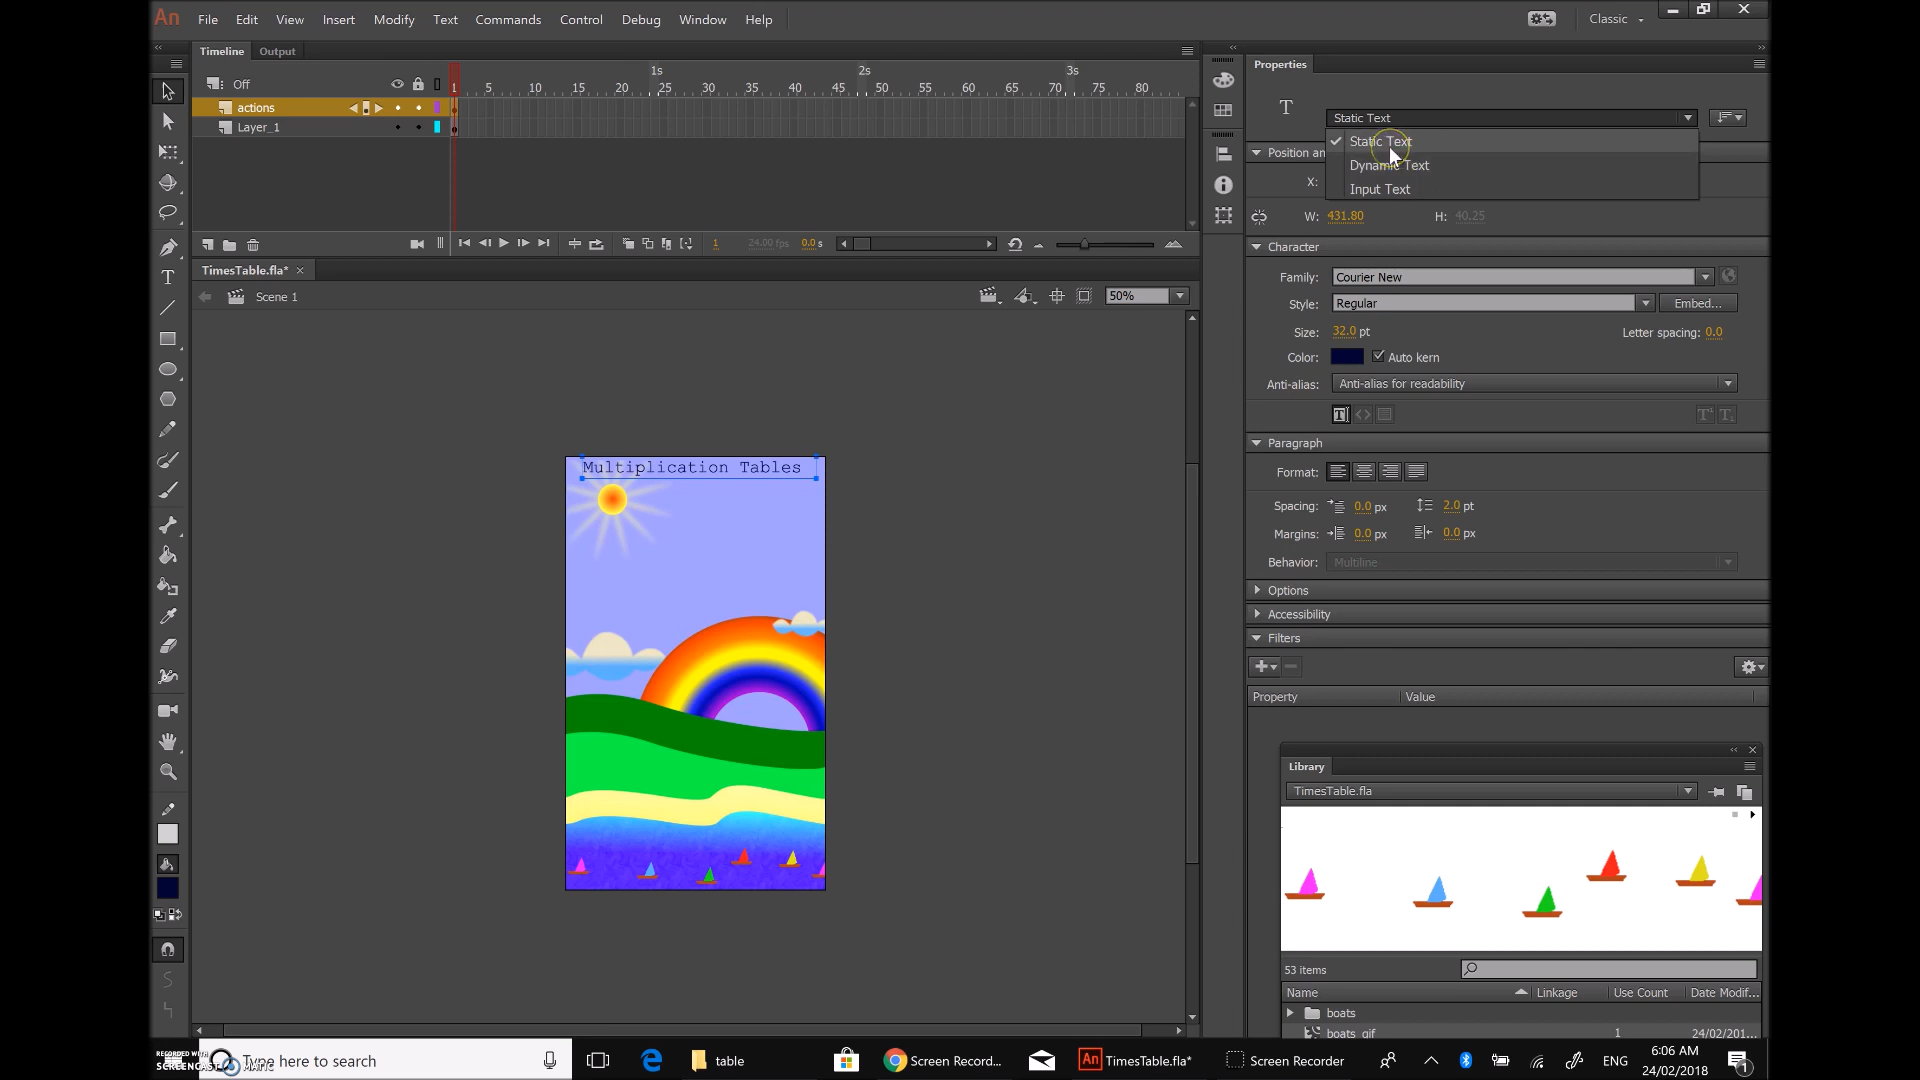 An File Edit View Insert Modify Text Commands Control Debug Window Help Classic
Timeline Output
Properties
Off 1s 2s 3s
1 5 10 15 20 25 30 35 40 45 50 55 60 65 70 75 80
actions
Layer_1
T Static Text
Static Text
Dynamic Text
Input Text
Position an
X:
W: 431.80 H: 40.25
1 24.00 fps 0.0 s
Character
TimesTable.fla* ×
Family: Courier New
Scene 1 50%
Style: Regular Embed...
Size: 32.0 pt Letter spacing: 0.0
Color: Auto kern
Anti-alias: Anti-alias for readability
Paragraph
Multiplication Tables
Format:
Spacing: 0.0 px 2.0 pt
Margins: 0.0 px 0.0 px
Behavior: Multiline
Options
Accessibility
Filters
Property Value
Library
TimesTable.fla
53 items
Name Linkage Use Count Date Modif...
boats
boats gif 1 24/02/201...
RECORDED WITH
SCREENCAST MATIC
Type here to search
table
Screen Record...
An TimesTable.fla*
Screen Recorder
ENG
6:06 AM
24/02/2018
1